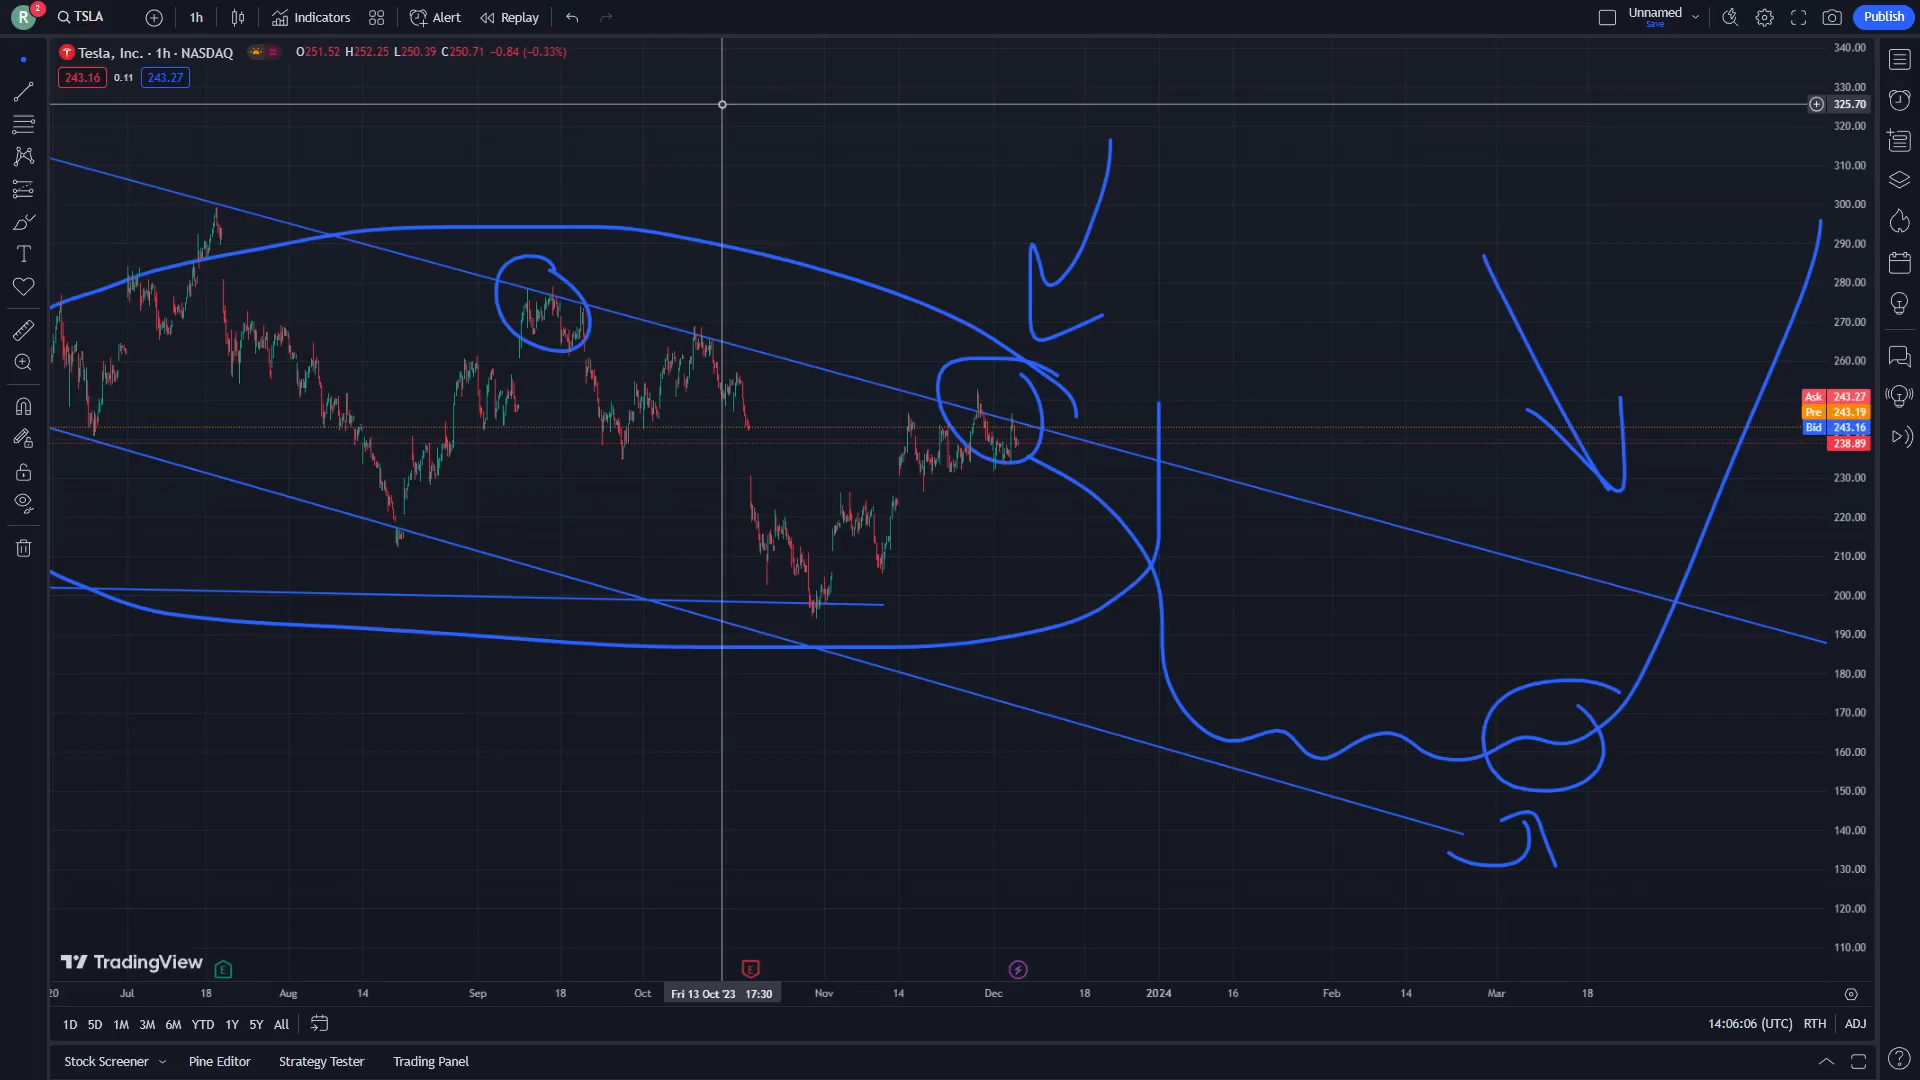 R 2 TSLA 1h Indicators Alert Replay Unnamed Save Publish
Tesla, Inc. · 1h · NASDAQ O251.52 H252.25 L250.39 C250.71 −0.84 (−0.33%)
243.16 0.11 243.27
340.00
330.00
325.70
320.00
310.00
300.00
290.00
280.00
270.00
260.00
Ask 243.27
Pre 243.19
Bid 243.16
238.89
230.00
220.00
210.00
200.00
190.00
180.00
170.00
160.00
150.00
140.00
130.00
120.00
110.00
TradingView
E E
20 Jul 18 Aug 14 Sep 18 Oct Fri 13 Oct '23 17:30 Nov 14 Dec 18 2024 16 Feb 14 Mar 18
1D 5D 1M 3M 6M YTD 1Y 5Y All 14:06:06 (UTC) RTH ADJ
Stock Screener Pine Editor Strategy Tester Trading Panel